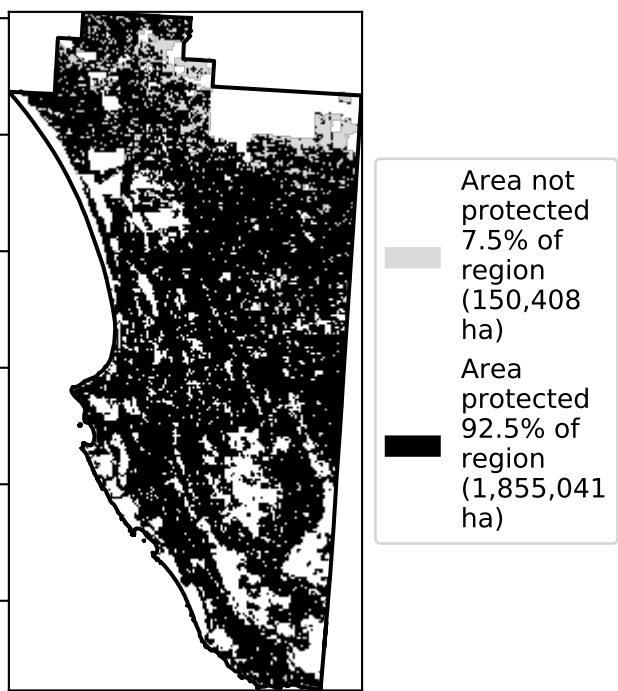 Area not
protected
7.5% of
region
(150,408
ha)
Area
protected
92.5% of
region
(1,855,041
ha)